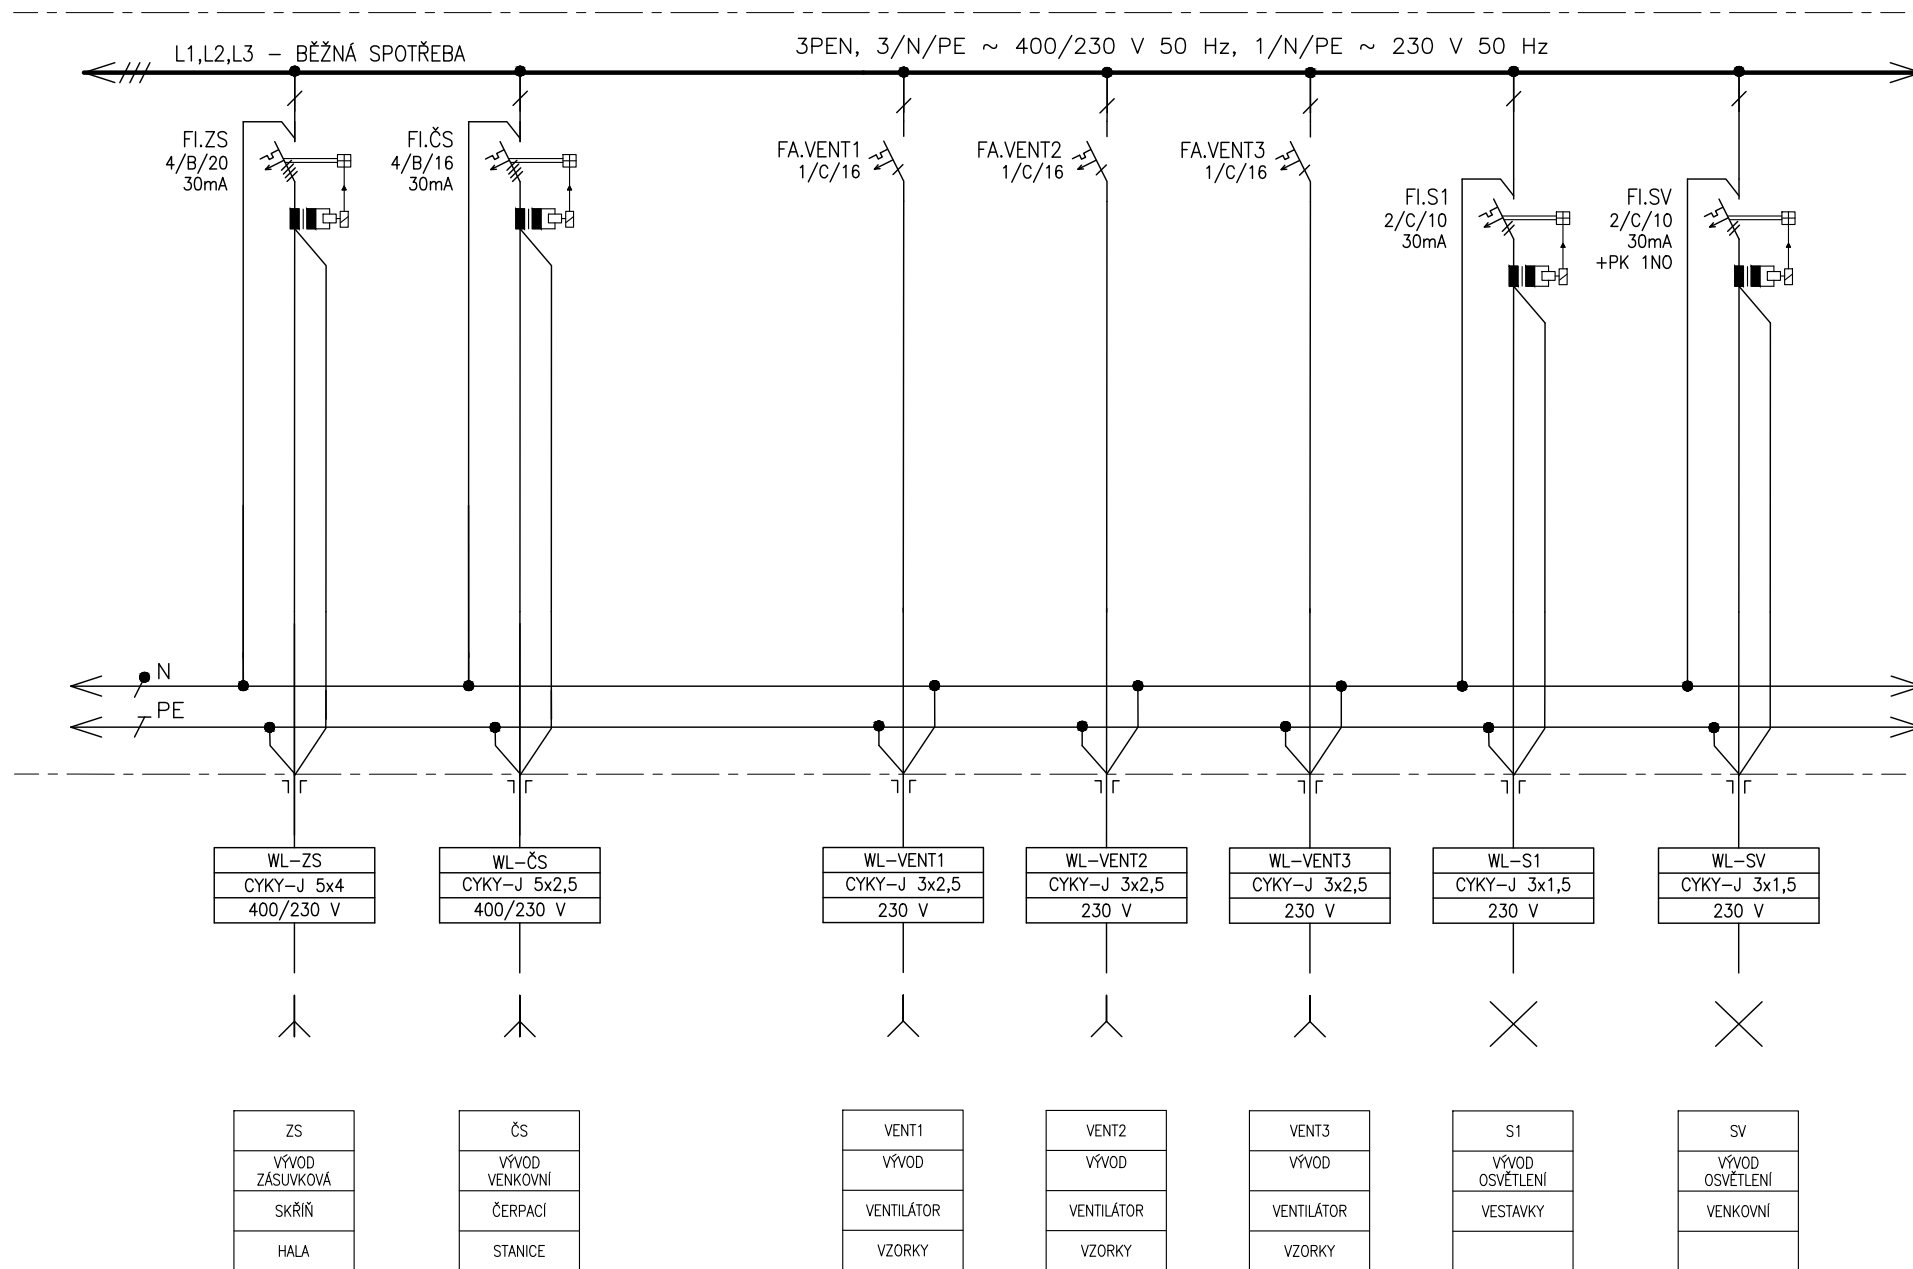 L1,L2,L3 – BĚŽNÁ SPOTŘEBA
3PEN, 3/N/PE ~ 400/230 V 50 Hz, 1/N/PE ~ 230 V 50 Hz
FI.ZS
4/B/20
30mA
FI.ČS
4/B/16
30mA
FA.VENT1
1/C/16
FA.VENT2
1/C/16
FA.VENT3
1/C/16
FI.S1
2/C/10
30mA
FI.SV
2/C/10
30mA
+PK 1NO
N
PE
WL–ZS
CYKY–J 5x4
400/230 V
WL–ČS
CYKY–J 5x2,5
400/230 V
WL–VENT1
CYKY–J 3x2,5
230 V
WL–VENT2
CYKY–J 3x2,5
230 V
WL–VENT3
CYKY–J 3x2,5
230 V
WL–S1
CYKY–J 3x1,5
230 V
WL–SV
CYKY–J 3x1,5
230 V
ZS
VÝVOD
ZÁSUVKOVÁ
SKŘÍŇ
HALA
ČS
VÝVOD
VENKOVNÍ
ČERPACÍ
STANICE
VENT1
VÝVOD
VENTILÁTOR
VZORKY
VENT2
VÝVOD
VENTILÁTOR
VZORKY
VENT3
VÝVOD
VENTILÁTOR
VZORKY
S1
VÝVOD
OSVĚTLENÍ
VESTAVKY
SV
VÝVOD
OSVĚTLENÍ
VENKOVNÍ